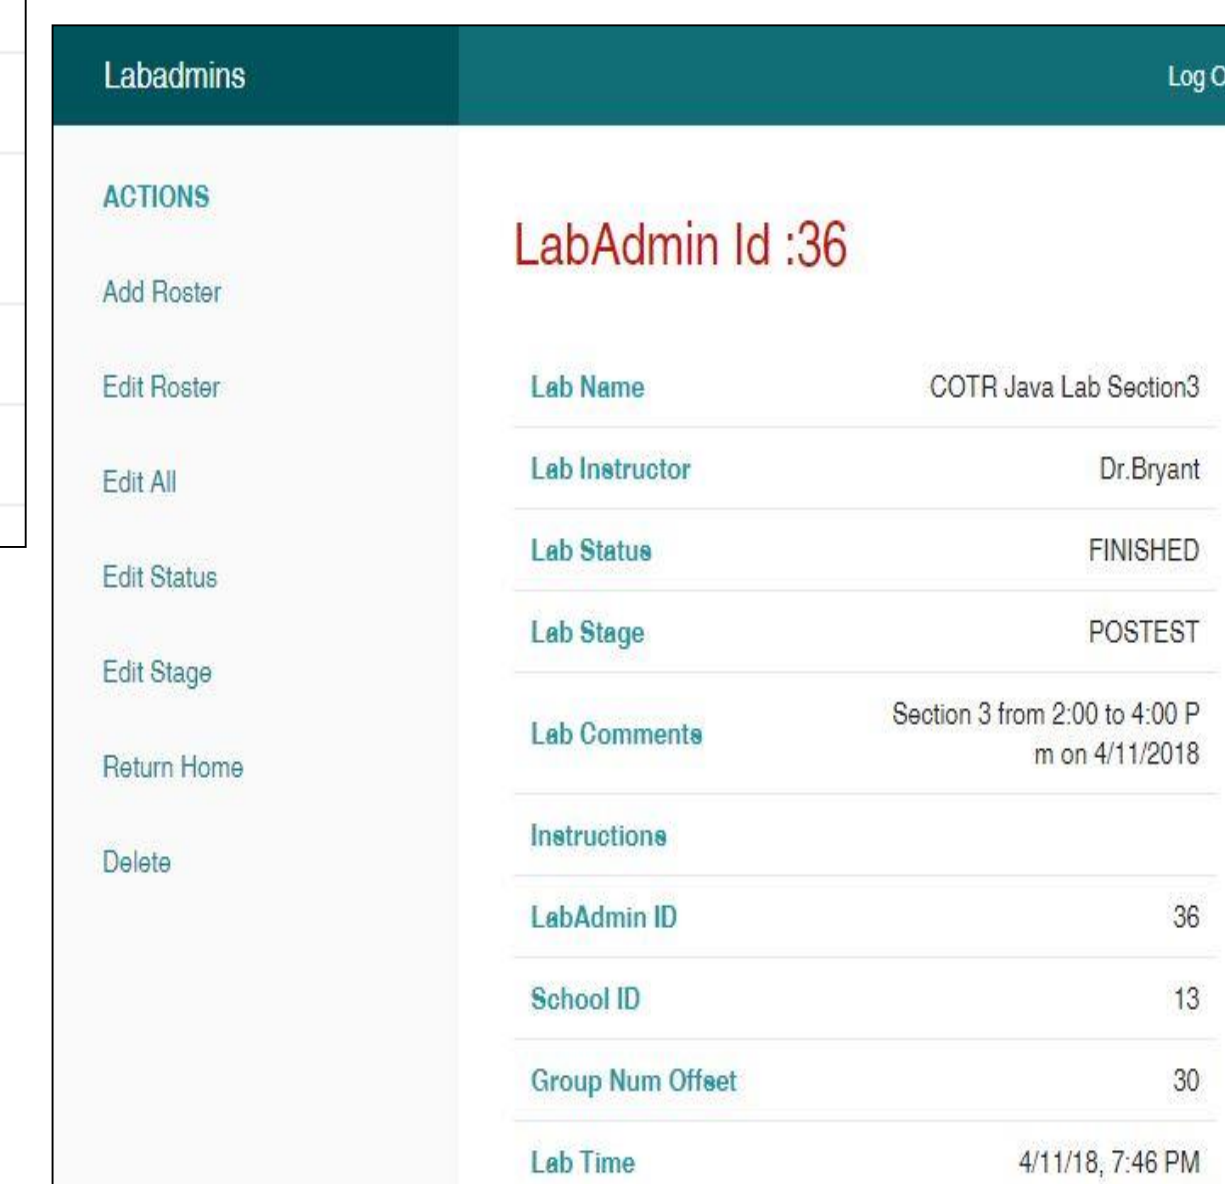 Labadmins
Log O
ACTIONS
Add Roster
Edit Roster
Edit All
Edit Status
Edit Stage
Return Home
Delete
LabAdmin Id :36
Lab Name COTR Java Lab Section3
Lab Instructor Dr.Bryant
Lab Status FINISHED
Lab Stage POSTEST
Lab Comments Section 3 from 2:00 to 4:00 P
m on 4/11/2018
Instructions
LabAdmin ID 36
School ID 13
Group Num Offset 30
Lab Time 4/11/18, 7:46 PM